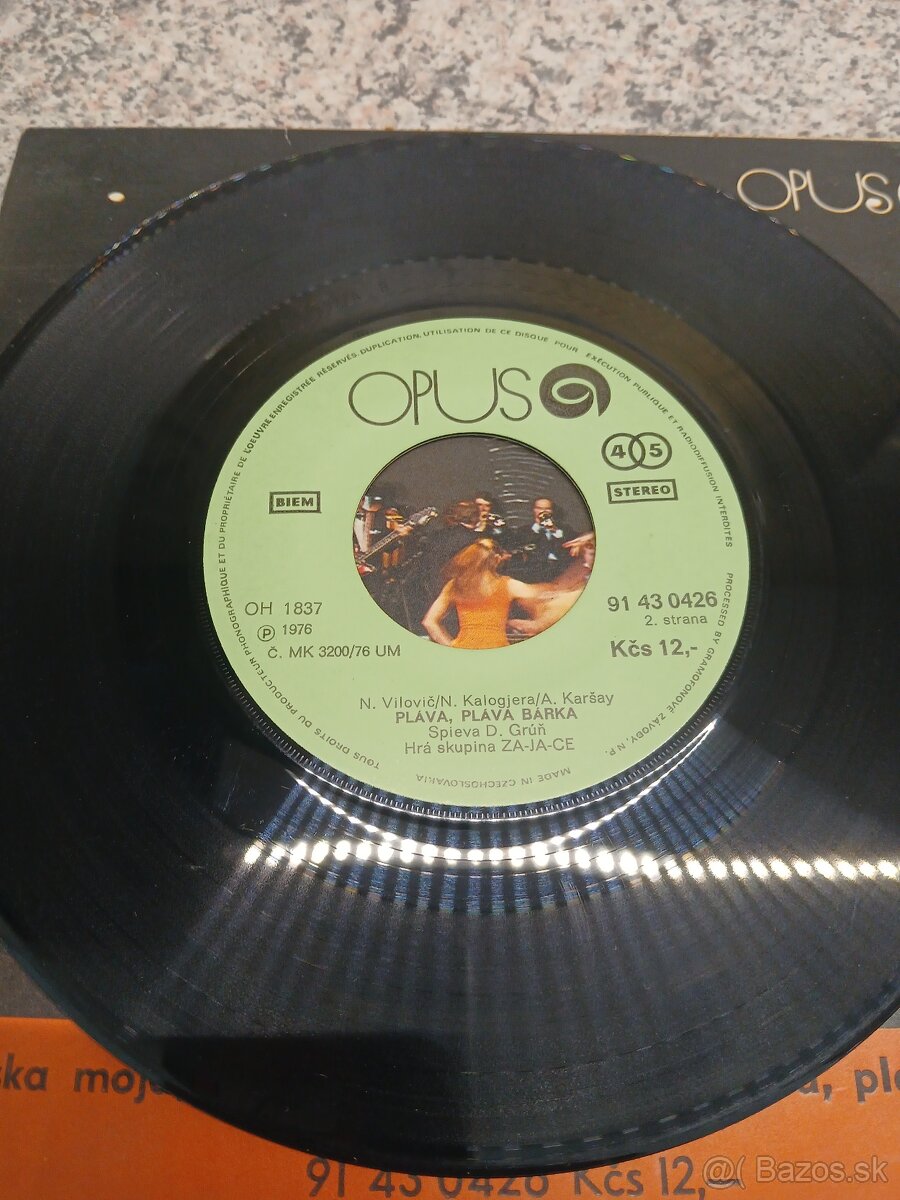 OPUS
TOUS DROITS DU PRODUCTEUR PHONOGRAPHIQUE ET DU PROPRIÉTAIRE DE L'OEUVRE ENREGISTRÉE RÉSERVÉS. DUPLICATION, UTILISATION DE CE DISQUE POUR EXÉCUTION PUBLIQUE ET RADIODIFFUSION INTERDITES
OPUS
45
BIEM
STEREO
OH 1837
91 43 0426
℗ 1976
2. strana
Č. MK 3200/76 UM
Kčs 12,-
N. Vilovič/N. Kalogjera/A. Karšay
PLÁVA, PLÁVA BÁRKA
Spieva D. Grúň
Hrá skupina ZA-JA-CE
PROCESSED BY GRAMOFONOVÉ ZÁVODY, N.P.
MADE IN CZECHOSLOVAKIA
91 43 0426 Kčs 12,-
@( Bazos.sk